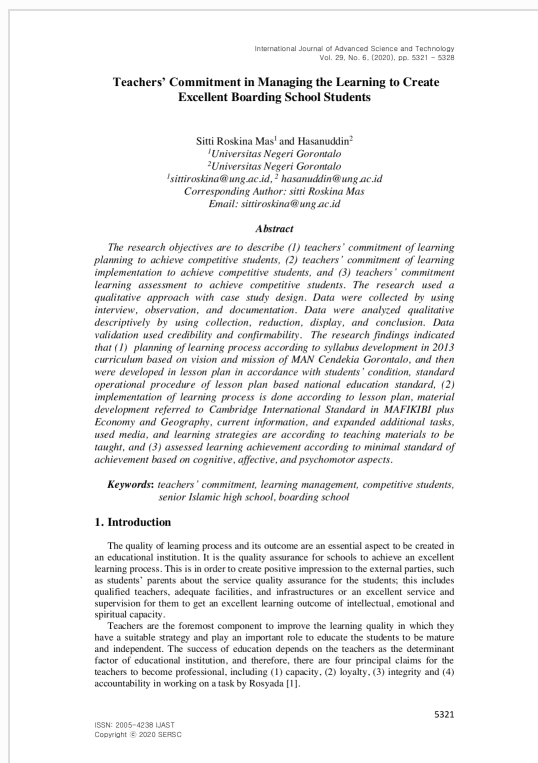 International Journal of Advanced Science and Technology
Vol. 29, No. 6, (2020), pp. 5321 – 5328
Teachers' Commitment in Managing the Learning to Create
Excellent Boarding School Students
Sitti Roskina Mas1 and Hasanuddin2
1Universitas Negeri Gorontalo
2Universitas Negeri Gorontalo
1sittiroskina@ung.ac.id, 2 hasanuddin@ung.ac.id
Corresponding Author: sitti Roskina Mas
Email: sittiroskina@ung.ac.id
Abstract
The research objectives are to describe (1) teachers' commitment of learning
planning to achieve competitive students, (2) teachers' commitment of learning
implementation to achieve competitive students, and (3) teachers' commitment
learning assessment to achieve competitive students. The research used a
qualitative approach with case study design. Data were collected by using
interview, observation, and documentation. Data were analyzed qualitative
descriptively by using collection, reduction, display, and conclusion. Data
validation used credibility and confirmability. The research findings indicated
that (1) planning of learning process according to syllabus development in 2013
curriculum based on vision and mission of MAN Cendekia Gorontalo, and then
were developed in lesson plan in accordance with students' condition, standard
operational procedure of lesson plan based national education standard, (2)
implementation of learning process is done according to lesson plan, material
development referred to Cambridge International Standard in MAFIKIBI plus
Economy and Geography, current information, and expanded additional tasks,
used media, and learning strategies are according to teaching materials to be
taught, and (3) assessed learning achievement according to minimal standard of
achievement based on cognitive, affective, and psychomotor aspects.
Keywords: teachers' commitment, learning management, competitive students,
senior Islamic high school, boarding school
1. Introduction
The quality of learning process and its outcome are an essential aspect to be created in
an educational institution. It is the quality assurance for schools to achieve an excellent
learning process. This is in order to create positive impression to the external parties, such
as students' parents about the service quality assurance for the students; this includes
qualified teachers, adequate facilities, and infrastructures or an excellent service and
supervision for them to get an excellent learning outcome of intellectual, emotional and
spiritual capacity.
Teachers are the foremost component to improve the learning quality in which they
have a suitable strategy and play an important role to educate the students to be mature
and independent. The success of education depends on the teachers as the determinant
factor of educational institution, and therefore, there are four principal claims for the
teachers to become professional, including (1) capacity, (2) loyalty, (3) integrity and (4)
accountability in working on a task by Rosyada [1].
5321
ISSN: 2005-4238 IJAST
Copyright ⓒ 2020 SERSC